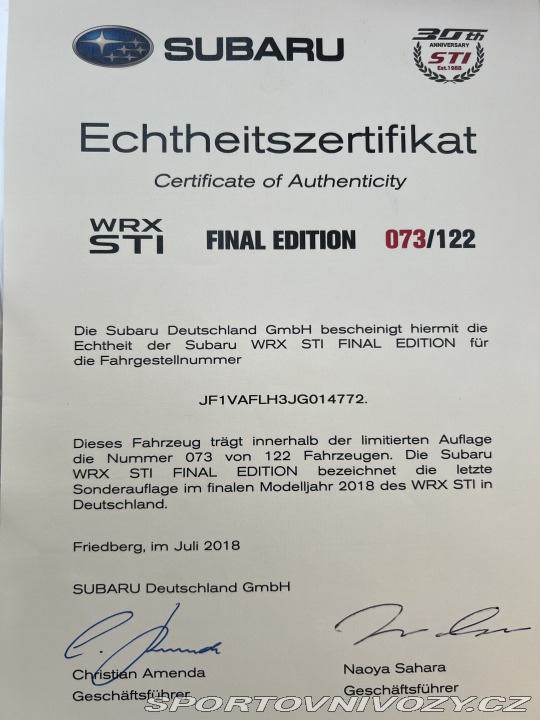 SUBARU
30th
ANNIVERSARY
STI
Est.1988
Echtheitszertifikat
Certificate of Authenticity
WRX
STI FINAL EDITION 073/122
Die Subaru Deutschland GmbH bescheinigt hiermit die
Echtheit der Subaru WRX STI FINAL EDITION für
die Fahrgestellnummer
JF1VAFLH3JG014772.
Dieses Fahrzeug trägt innerhalb der limitierten Auflage
die Nummer 073 von 122 Fahrzeugen. Die Subaru
WRX STI FINAL EDITION bezeichnet die letzte
Sonderauflage im finalen Modelljahr 2018 des WRX STI in
Deutschland.
Friedberg, im Juli 2018
SUBARU Deutschland GmbH
Christian Amenda
Geschäftsführer
Naoya Sahara
Geschäftsführer
SPORTOVNIVOZY.CZ